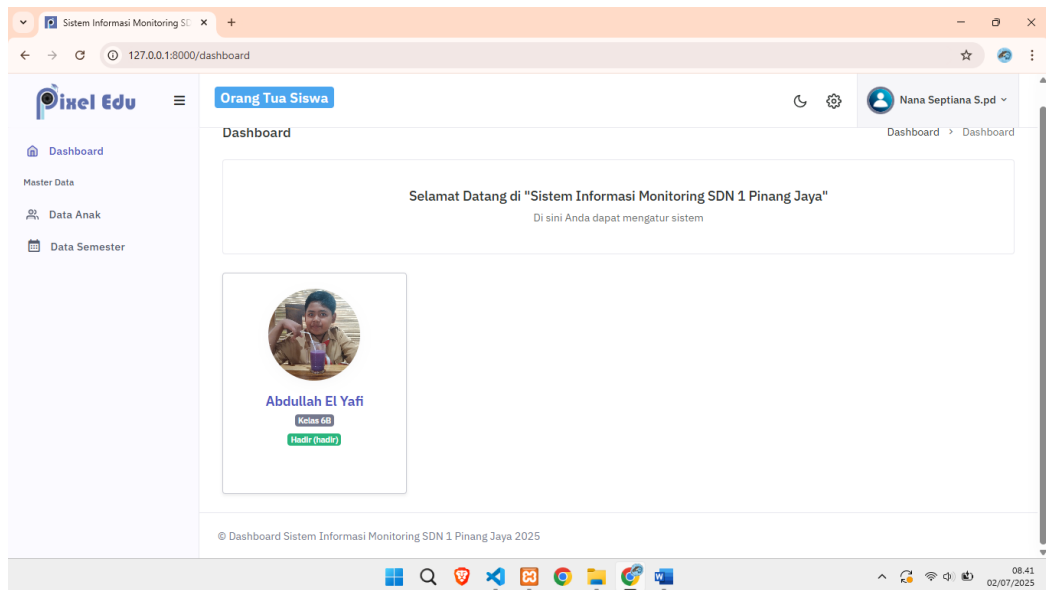 Sistem Informasi Monitoring SD
127.0.0.1:8000/dashboard
Pixel Edu
Orang Tua Siswa
Nana Septiana S.pd
Dashboard
Dashboard > Dashboard
Dashboard
Master Data
Data Anak
Data Semester
Selamat Datang di "Sistem Informasi Monitoring SDN 1 Pinang Jaya"
Di sini Anda dapat mengatur sistem
Abdullah El Yafi
Kelas 6B
Hadir (hadir)
© Dashboard Sistem Informasi Monitoring SDN 1 Pinang Jaya 2025
08.41
02/07/2025